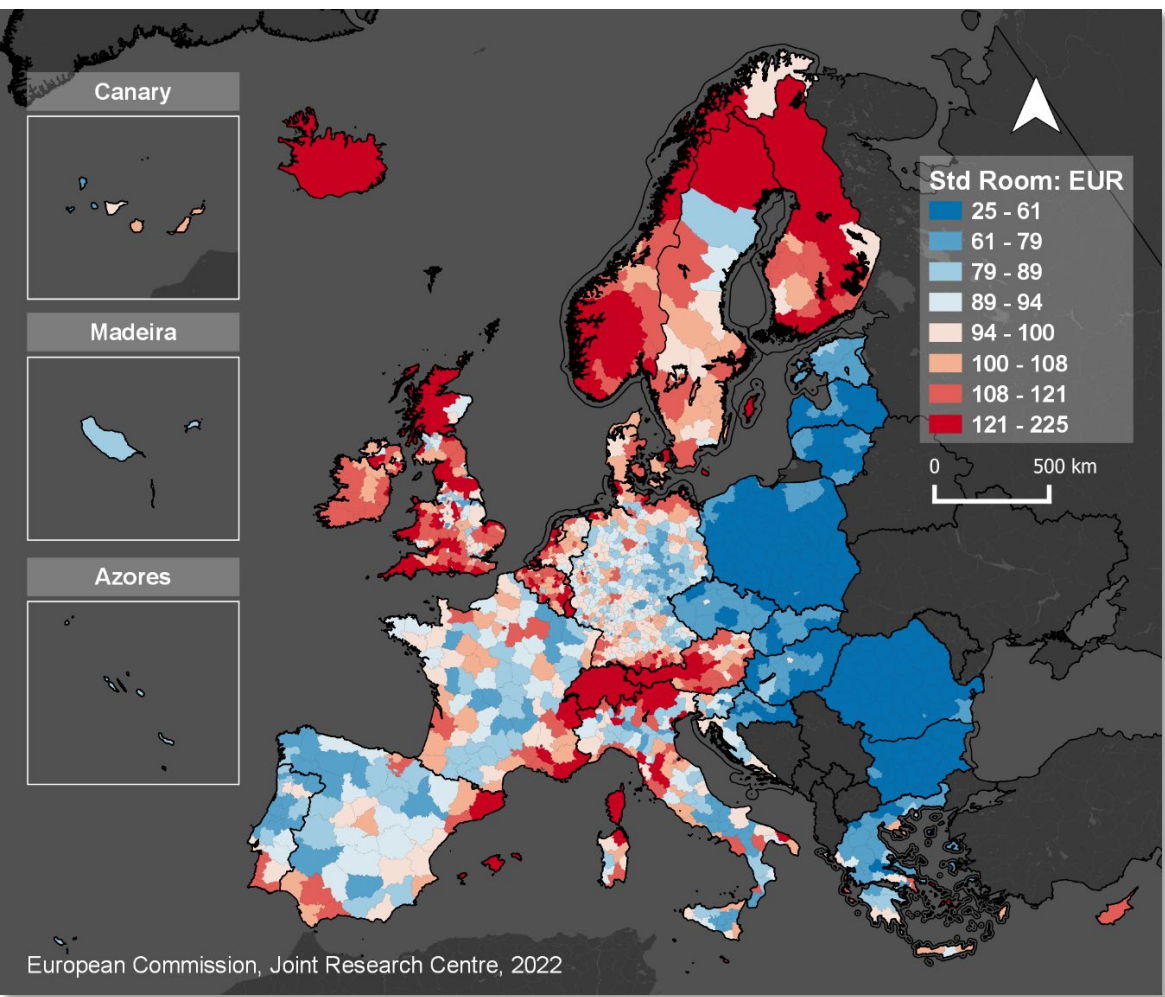 Canary
Madeira
Azores
Std Room: EUR
25 - 61
61 - 79
79 - 89
89 - 94
94 - 100
100 - 108
108 - 121
121 - 225
0 500 km
European Commission, Joint Research Centre, 2022